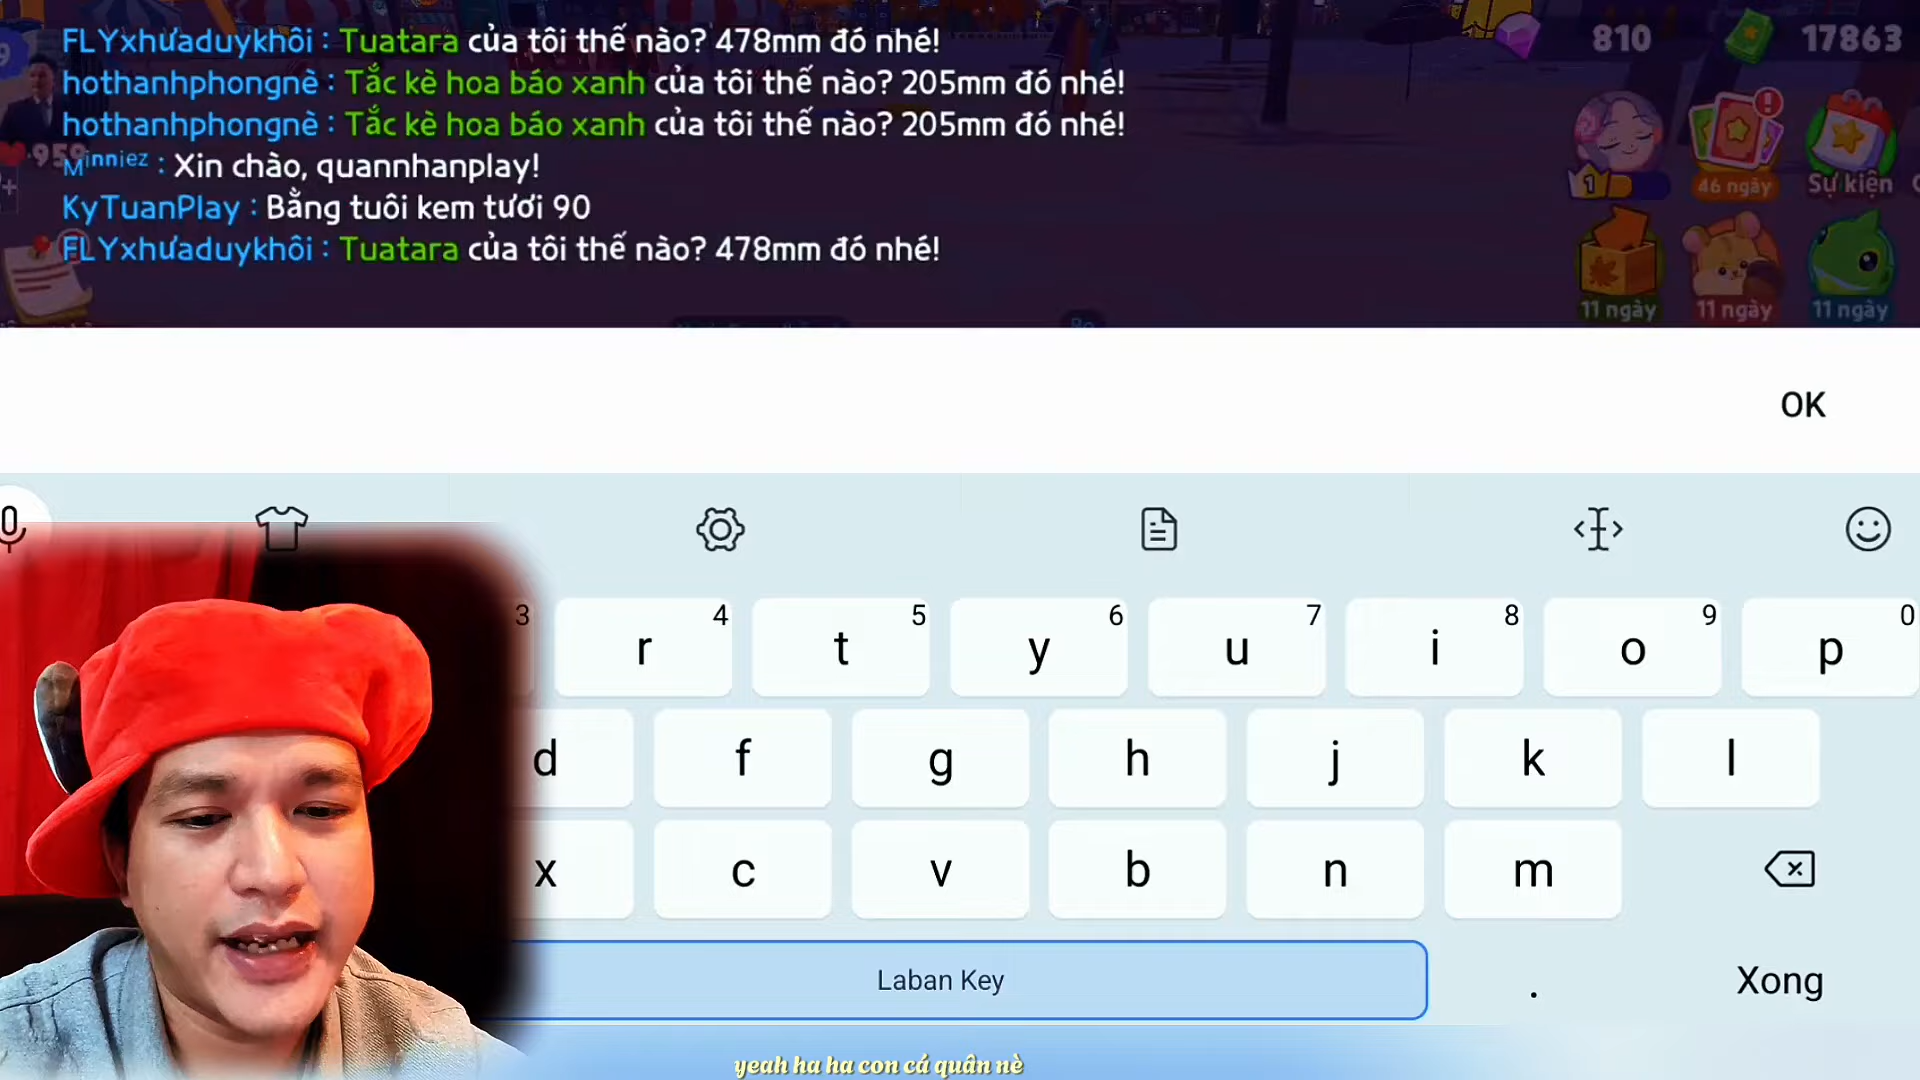 FLYxhưaduykhôi : Tuatara của tôi thế nào? 478mm đó nhé!
hothanhphongnè : Tắc kè hoa báo xanh của tôi thế nào? 205mm đó nhé!
hothanhphongnè : Tắc kè hoa báo xanh của tôi thế nào? 205mm đó nhé!
Minniez : Xin chào, quannhanplay!
KyTuanPlay : Bằng tuôi kem tươi 90
FLYxhưaduykhôi : Tuatara của tôi thế nào? 478mm đó nhé!
9
959
810
17863
1
46 ngày
Sự kiện
11 ngày
11 ngày
11 ngày
OK
3 4 5 6 7 8 9 0
r t y u i o p
d f g h j k l
x c v b n m
Laban Key
.
Xong
yeah ha ha con cá quân nè